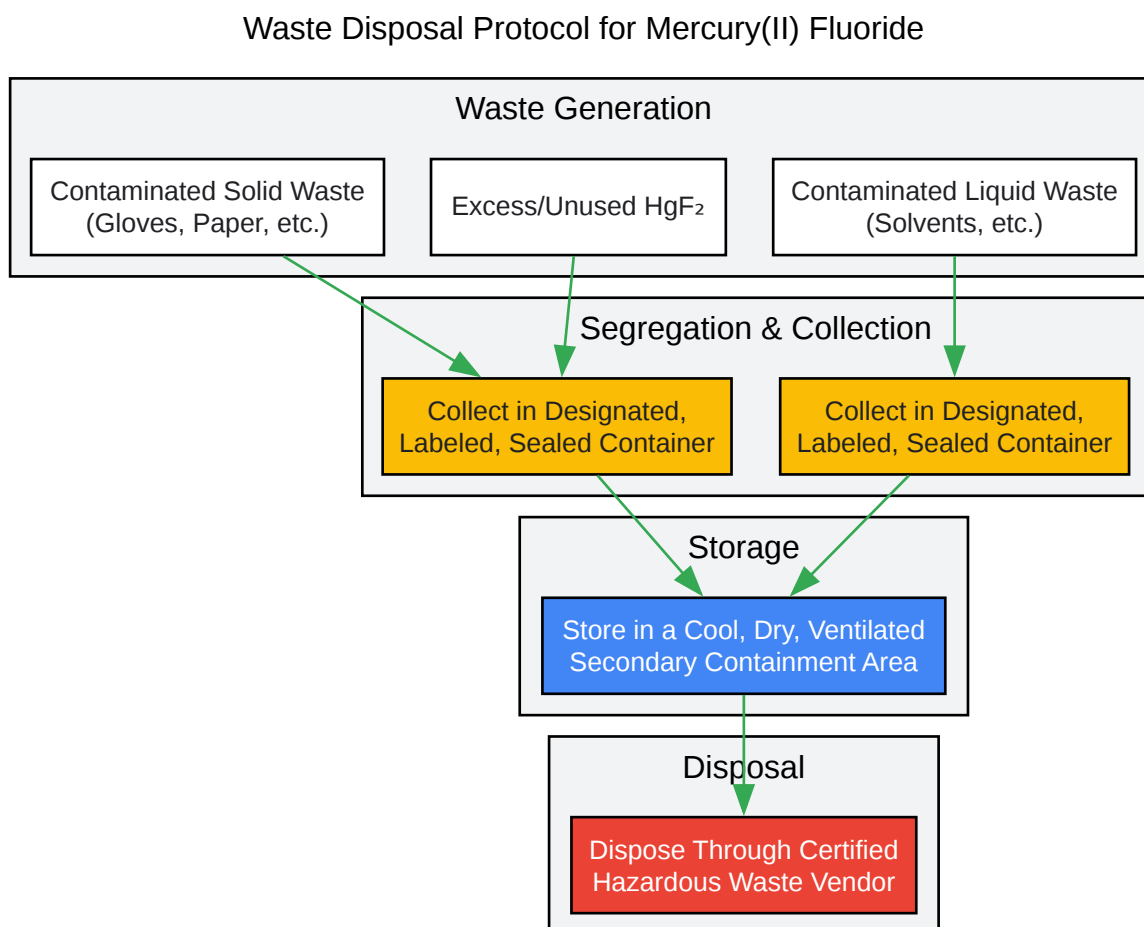 Waste Disposal Protocol for Mercury(II) Fluoride
Waste Generation
Contaminated Solid Waste
(Gloves, Paper, etc.)
Excess/Unused HgF₂
Contaminated Liquid Waste
(Solvents, etc.)
Segregation & Collection
Collect in Designated,
Labeled, Sealed Container
Collect in Designated,
Labeled, Sealed Container
Storage
Store in a Cool, Dry, Ventilated
Secondary Containment Area
Disposal
Dispose Through Certified
Hazardous Waste Vendor